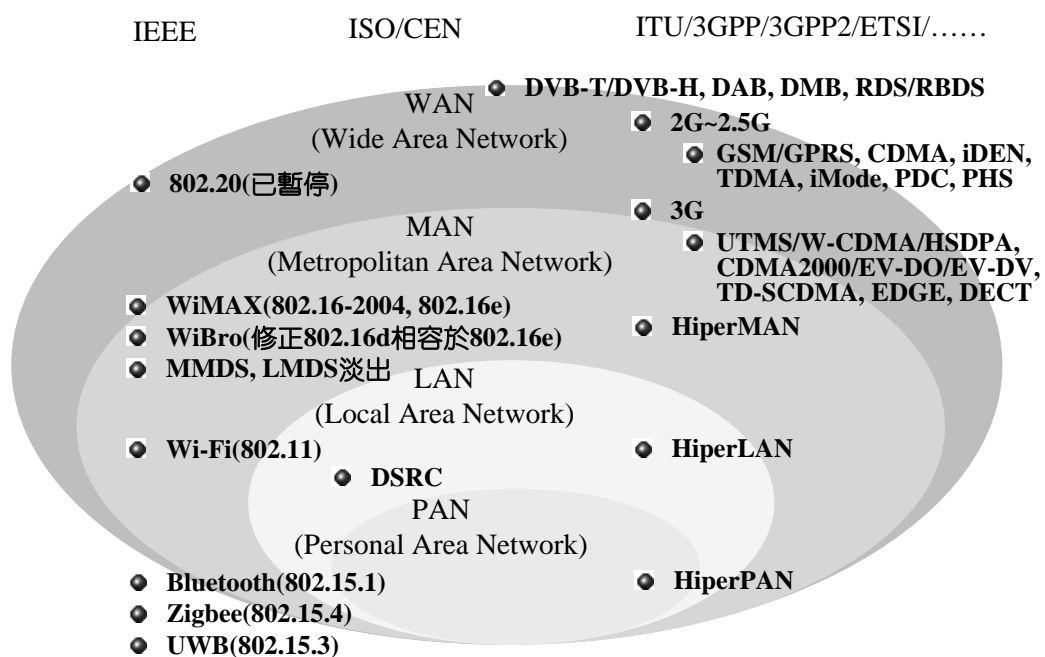 IEEE
ISO/CEN
ITU/3GPP/3GPP2/ETSI/……
DVB-T/DVB-H, DAB, DMB, RDS/RBDS
WAN
(Wide Area Network)
2G~2.5G
GSM/GPRS, CDMA, iDEN,
TDMA, iMode, PDC, PHS
802.20(已暫停)
3G
UTMS/W-CDMA/HSDPA,
CDMA2000/EV-DO/EV-DV,
TD-SCDMA, EDGE, DECT
MAN
(Metropolitan Area Network)
WiMAX(802.16-2004, 802.16e)
WiBro(修正802.16d相容於802.16e)
HiperMAN
MMDS, LMDS淡出
LAN
(Local Area Network)
Wi-Fi(802.11)
HiperLAN
DSRC
PAN
(Personal Area Network)
Bluetooth(802.15.1)
HiperPAN
Zigbee(802.15.4)
UWB(802.15.3)